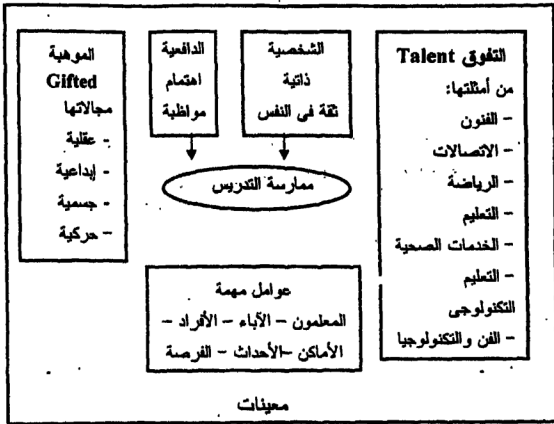 التفوق Talent
من أمثلتها:
- الفنون
- الاتصالات
- الرياضة
- التعليم
- الخدمات الصحية
- التعليم
التكنولوجى
- الفن والتكنولوجيا
الشخصية
ذاتية
ثقة فى النفس
الدافعية
اهتمام
مواظبة
الموهبة
Gifted
مجالاتها
- عقلية
- إبداعية
- جسمية
- حركية
ممارسة التدريس
عوامل مهمة
المعلمون - الآباء - الأفراد -
الأماكن - الأحداث - الفرصة
معينات